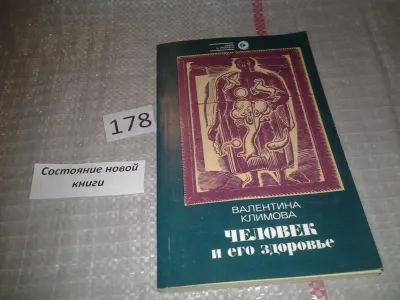 178
Состояние новой
книги
ВАЛЕНТИНА
КЛИМОВА
ЧЕЛОВЕК
и его здоровье